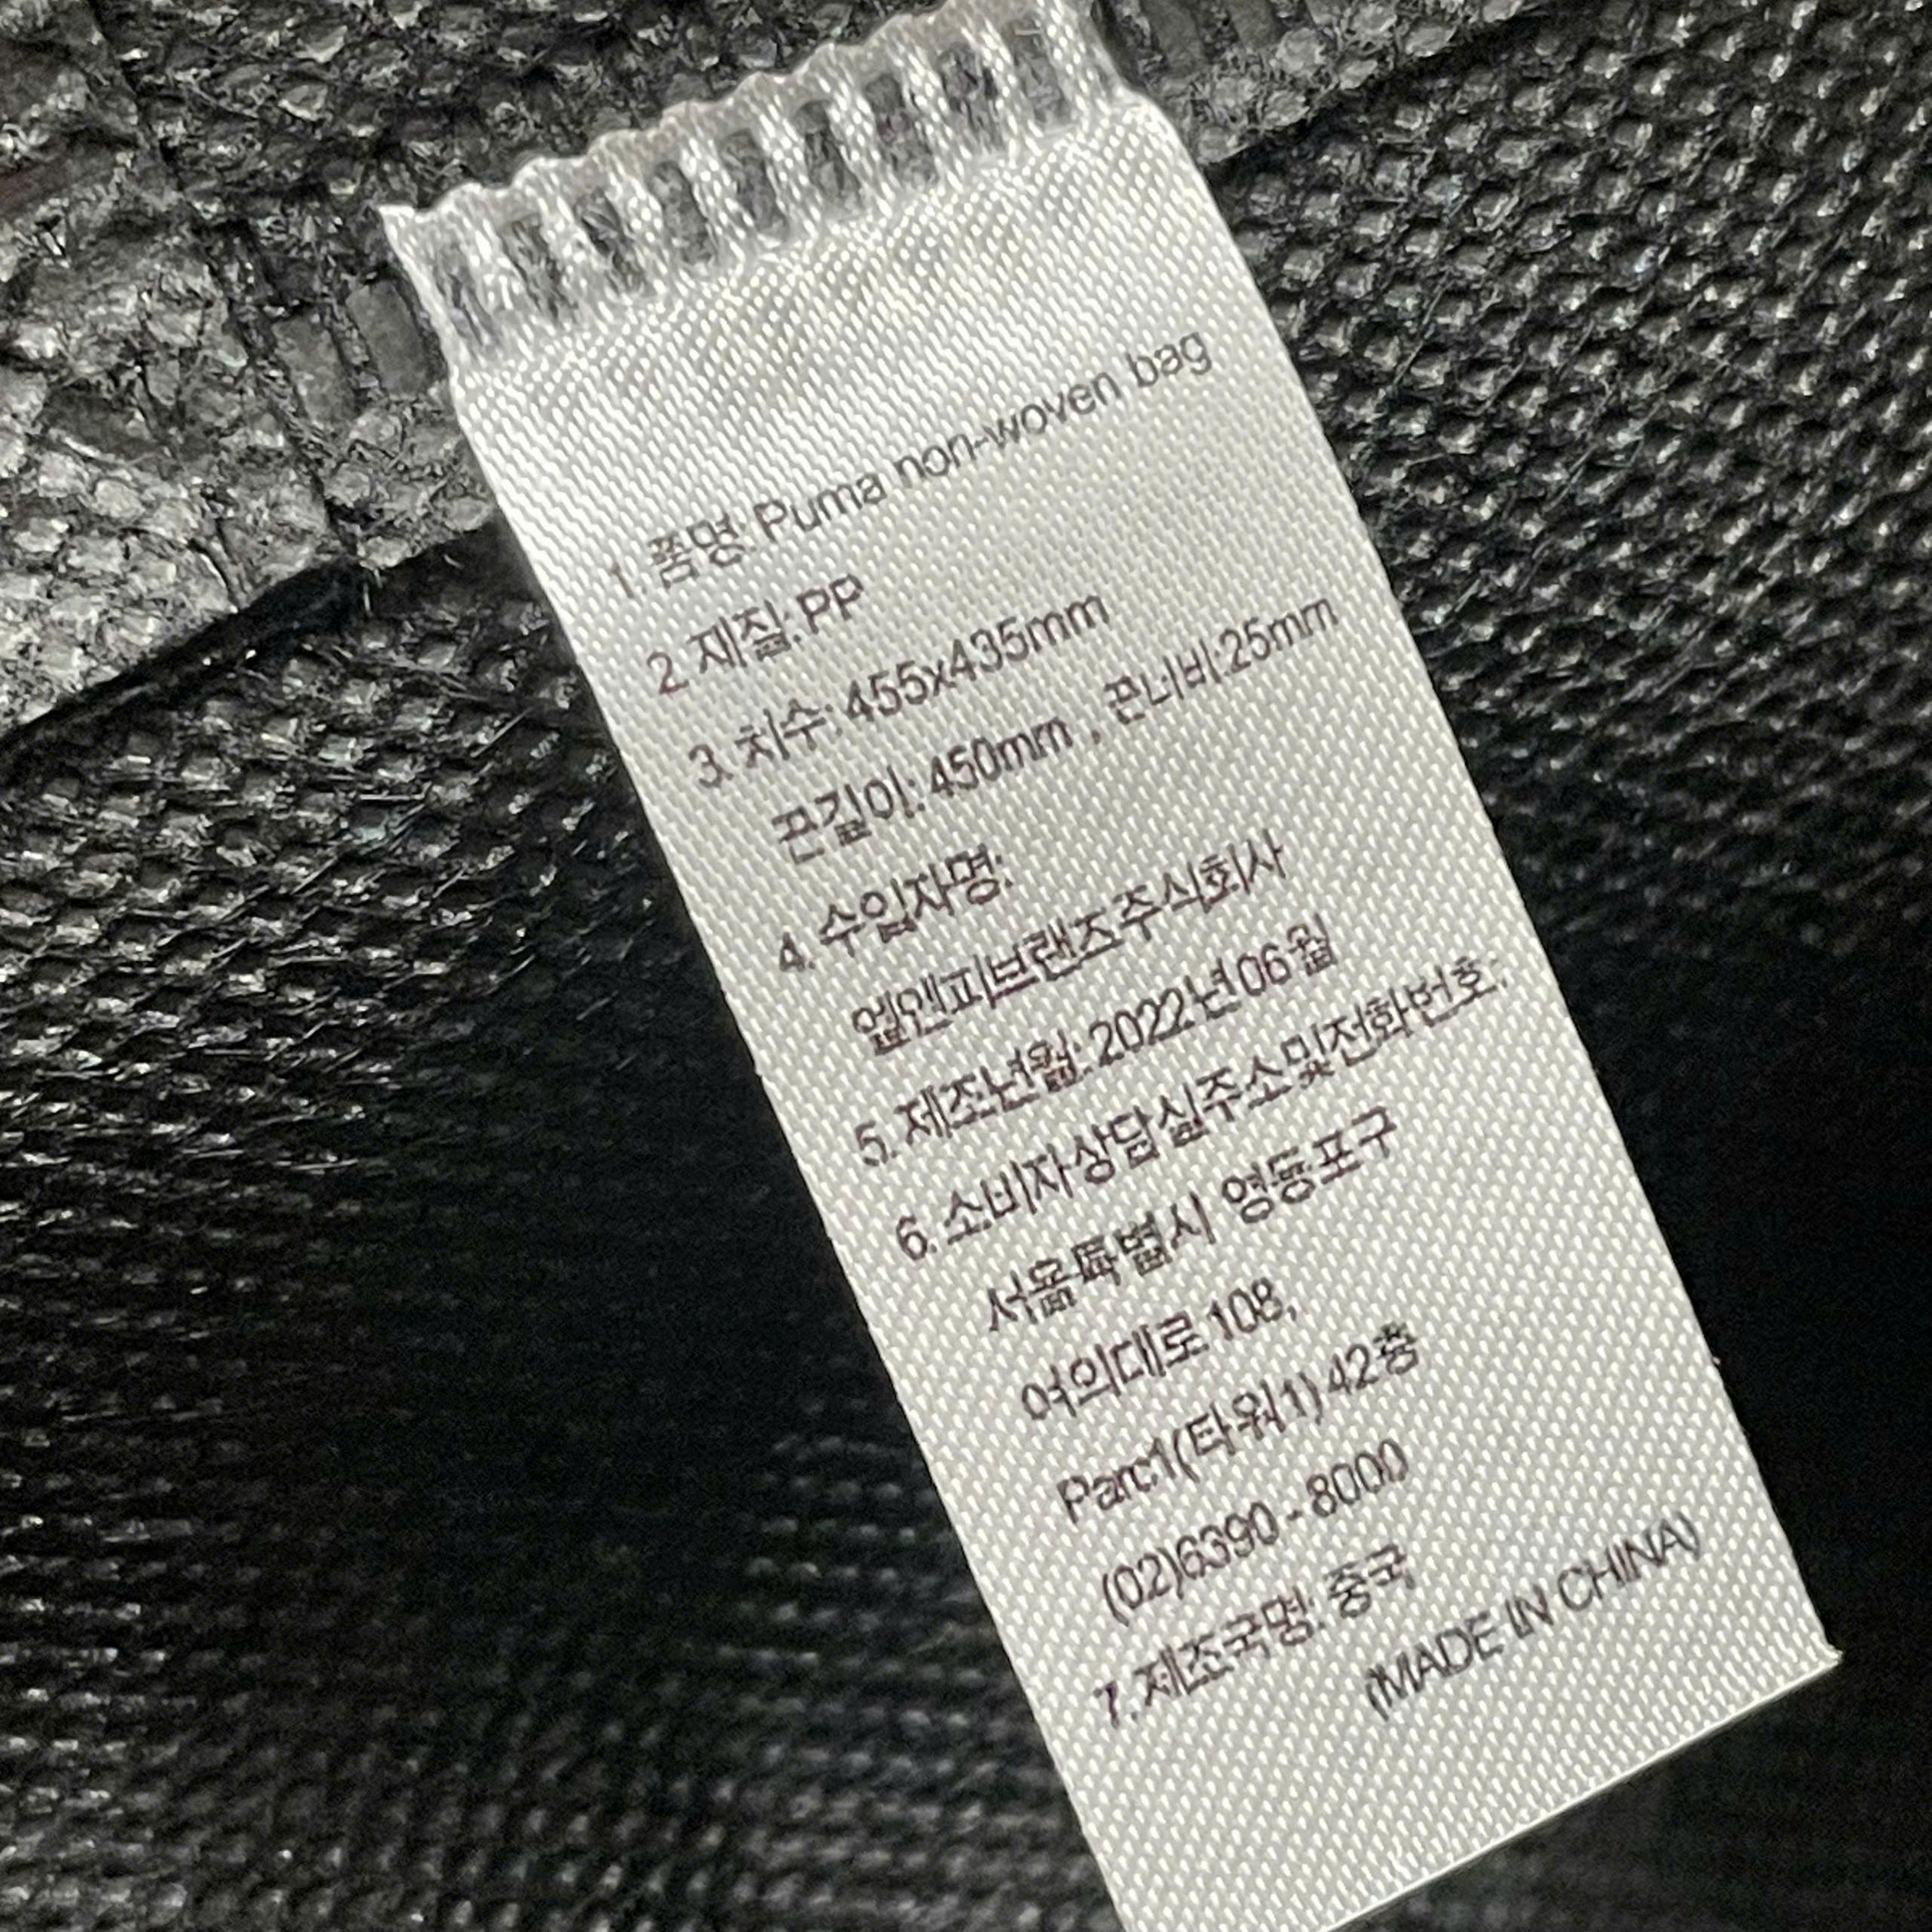 1. 품명: Puma non-woven bag
2. 재질: PP
3. 치수: 455x435mm
끈길이: 450mm , 끈너비:25mm
4. 수입자명:
엘앤피브랜즈주식회사
5. 제조년월: 2022년 06월
6. 소비자상담실주소및전화번호:
서울특별시 영등포구
여의대로 108,
Parc1(타워1) 42층
(02)6390 - 8000
7. 제조국명: 중국
(MADE IN CHINA)